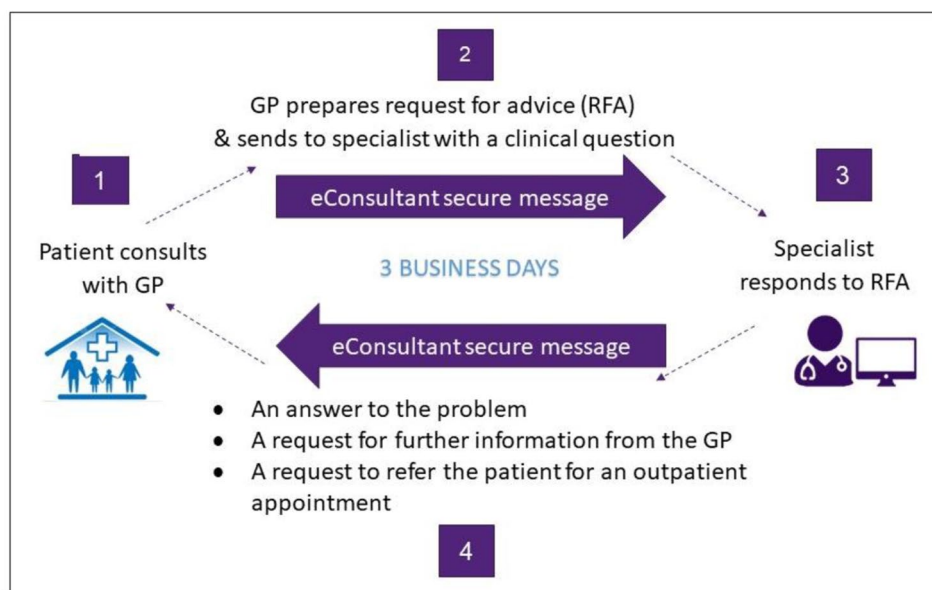 2
GP prepares request for advice (RFA)
& sends to specialist with a clinical question
1
eConsultant secure message
3
Patient consults
with GP
3 BUSINESS DAYS
Specialist
responds to RFA
eConsultant secure message
• An answer to the problem
• A request for further information from the GP
• A request to refer the patient for an outpatient
appointment
4